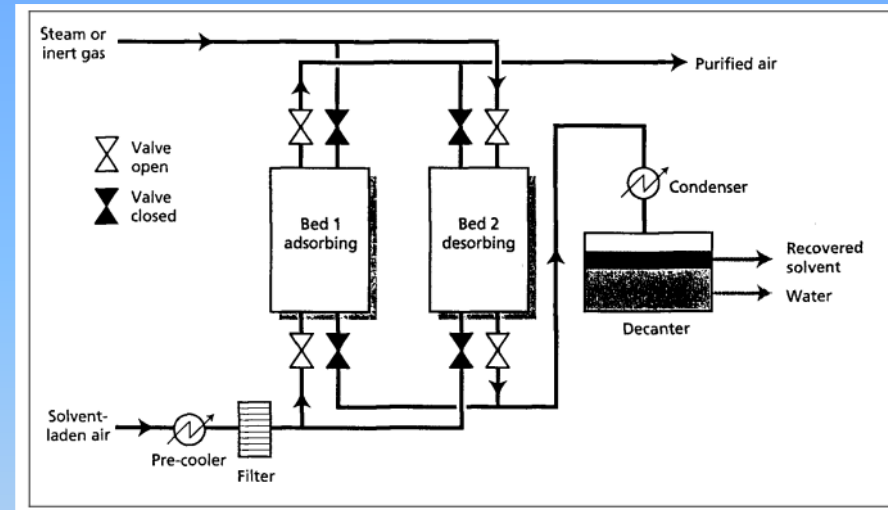 Steam or
inert gas
Purified air
Valve
open
Valve
closed
Bed 1
adsorbing
Bed 2
desorbing
Condenser
Recovered
solvent
Water
Decanter
Solvent-
laden air
Pre-cooler
Filter